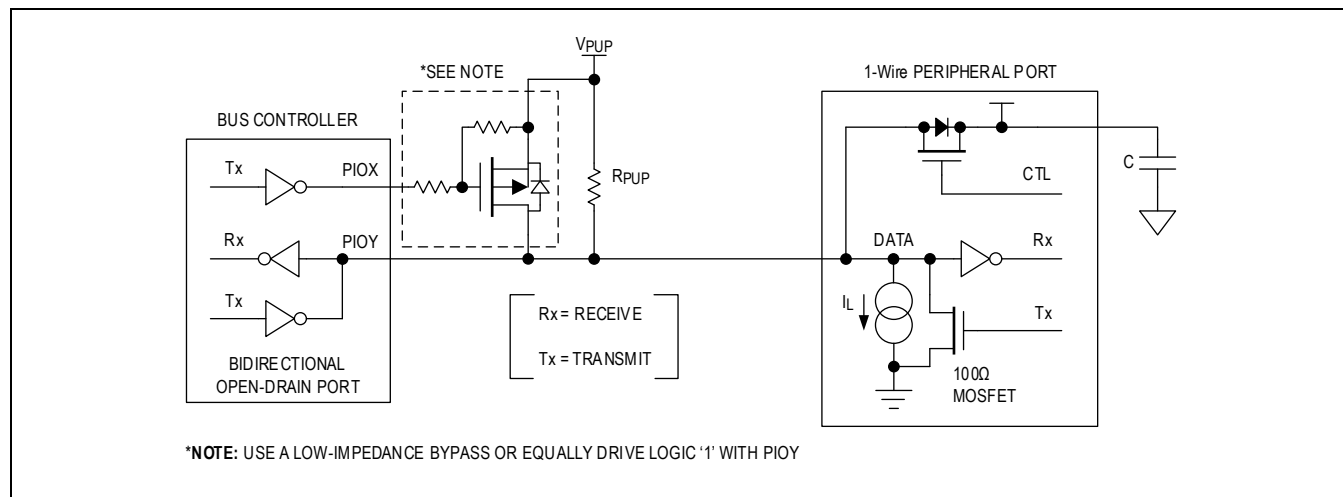 VPUP
*SEE NOTE
1-Wire PERIPHERAL PORT
BUS CONTROLLER
Tx
PIOX
RPUP
C
CTL
Rx
PIOY
DATA
Rx
Tx
IL
Tx
Rx = RECEIVE
Tx = TRANSMIT
BIDIRECTIONAL
OPEN-DRAIN PORT
100Ω
MOSFET
*NOTE: USE A LOW-IMPEDANCE BYPASS OR EQUALLY DRIVE LOGIC '1' WITH PIOY